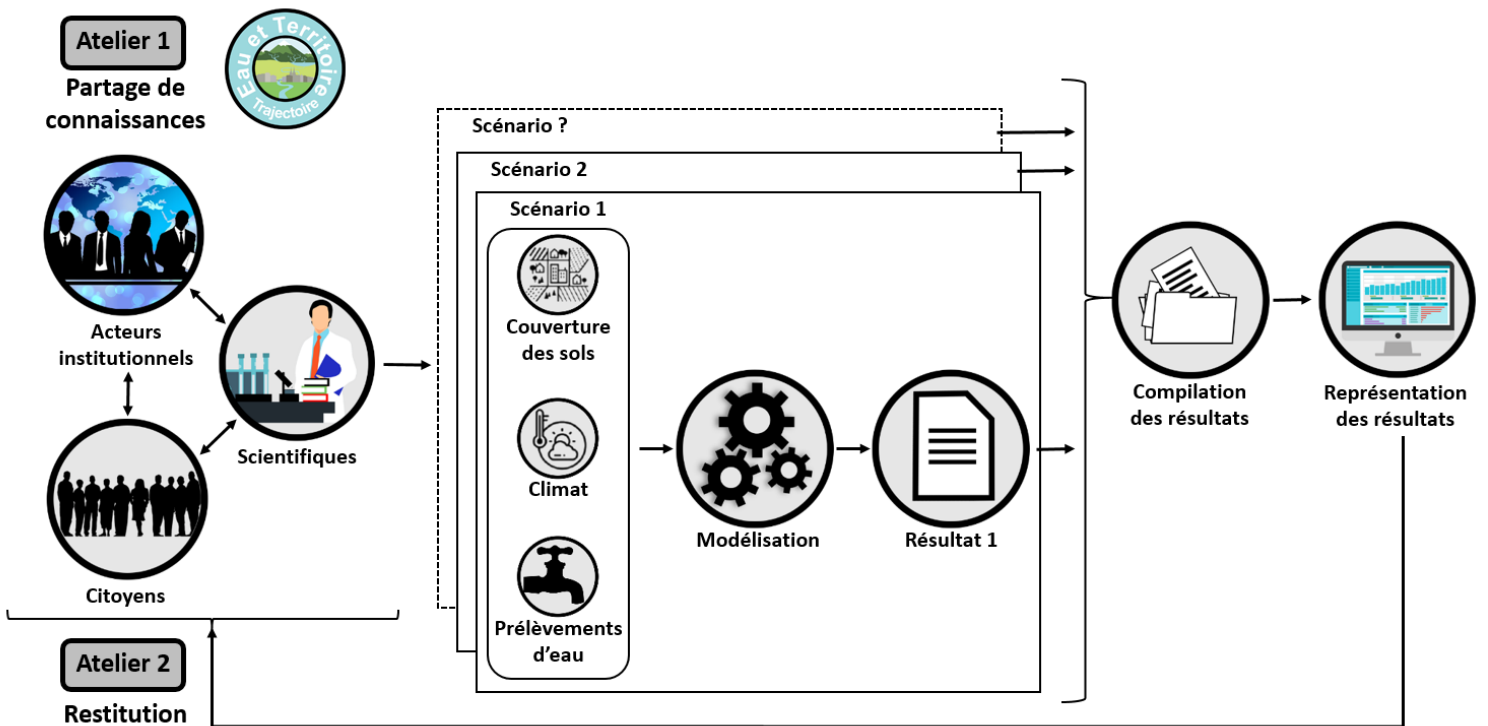 Atelier 1
Partage de
connaissances
Eau et Territoire
Trajectoire
Acteurs
institutionnels
Scientifiques
Citoyens
Atelier 2
Restitution
Scénario ?
Scénario 2
Scénario 1
Couverture
des sols
Climat
Prélèvements
d'eau
Modélisation
Résultat 1
Compilation
des résultats
Représentation
des résultats